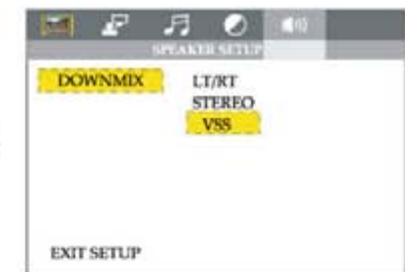 SPEAKER SETUP
DOWNMIX
LT/RT
STEREO
VSS
EXIT SETUP